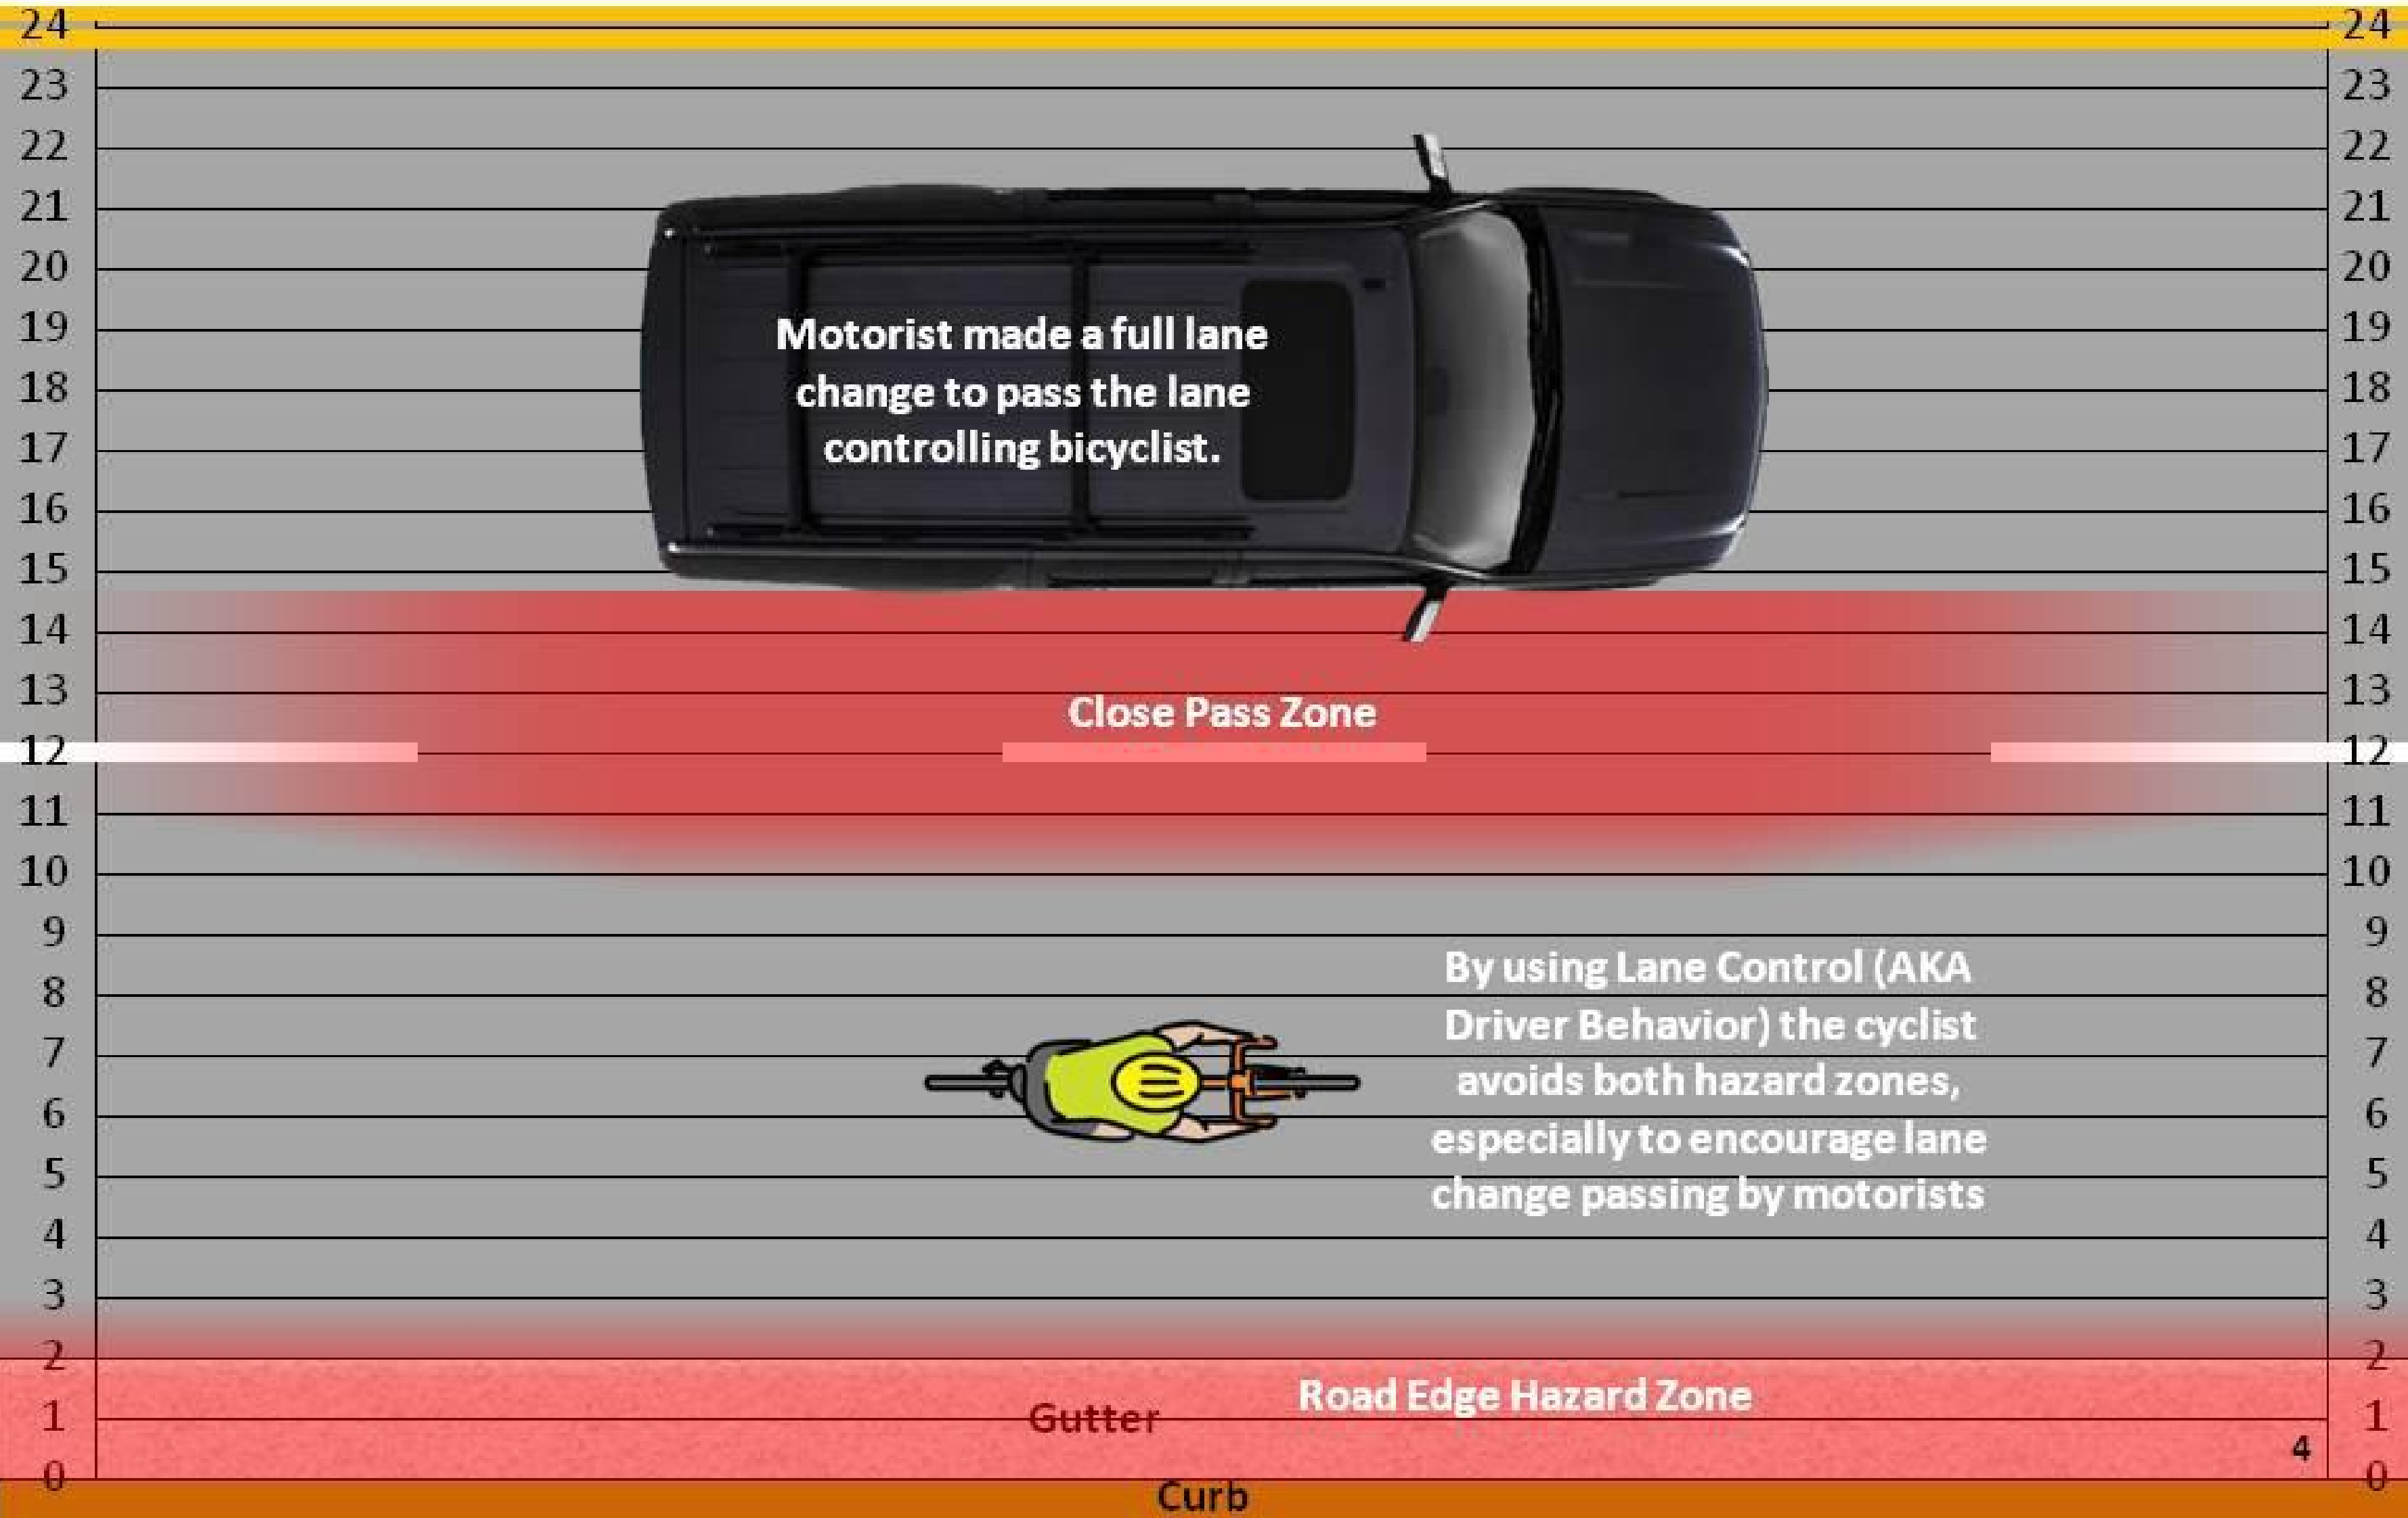 24 24
23 23
22 22
21 21
20 20
19 19
Motorist made a full lane
change to pass the lane
controlling bicyclist.
18 18
17 17
16 16
15 15
14 14
13 13
Close Pass Zone
12 12
11 11
10 10
9 9
By using Lane Control (AKA
Driver Behavior) the cyclist
avoids both hazard zones,
especially to encourage lane
change passing by motorists
8 8
7 7
6 6
5 5
4 4
3 3
2 2
Road Edge Hazard Zone
Gutter
1 1
4
0 0
Curb